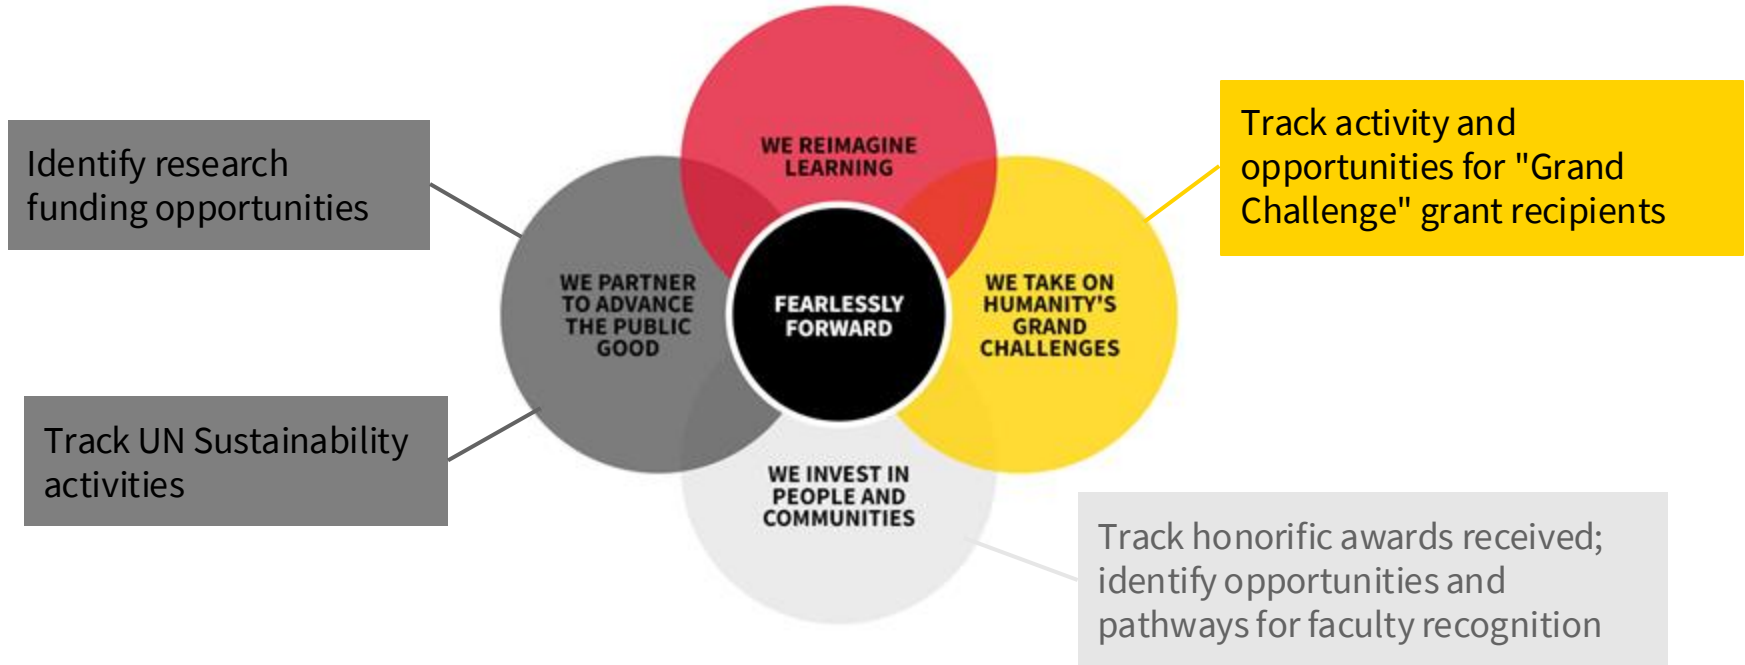 WE REIMAGINE
LEARNING
Identify research
funding opportunities
Track activity and
opportunities for "Grand
Challenge" grant recipients
WE PARTNER
TO ADVANCE
THE PUBLIC
GOOD
FEARLESSLY
FORWARD
WE TAKE ON
HUMANITY'S
GRAND
CHALLENGES
Track UN Sustainability
activities
WE INVEST IN
PEOPLE AND
COMMUNITIES
Track honorific awards received;
identify opportunities and
pathways for faculty recognition